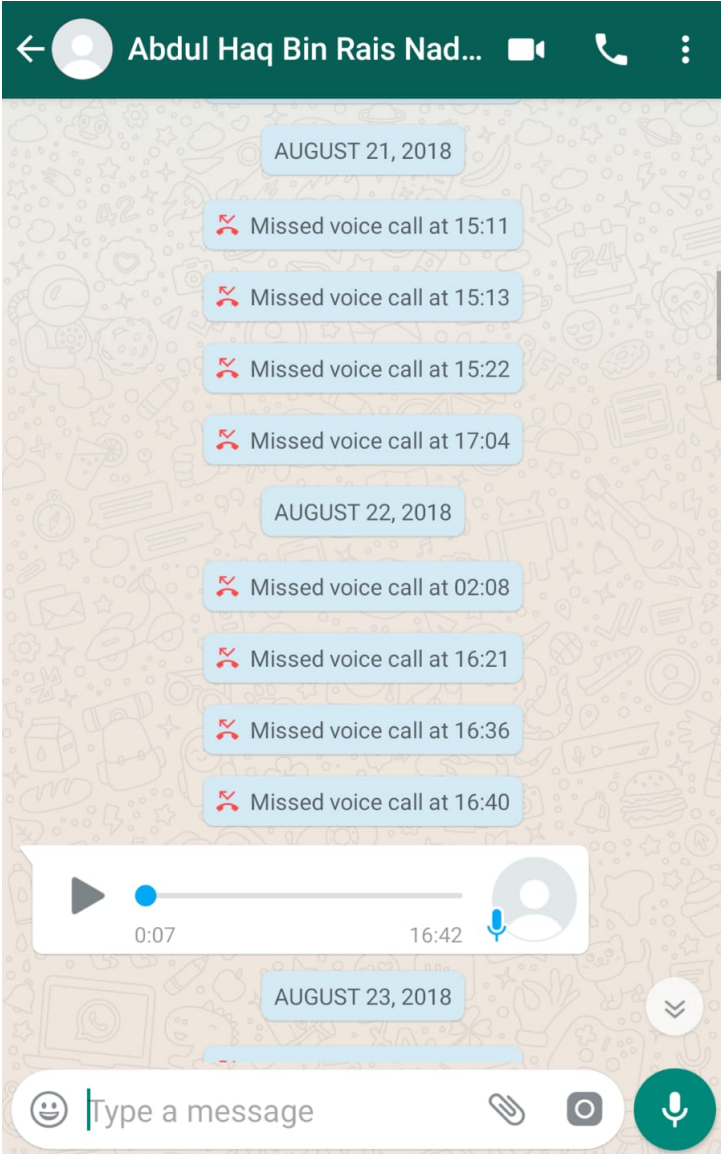 Abdul Haq Bin Rais Nad...
AUGUST 21, 2018
Missed voice call at 15:11
Missed voice call at 15:13
Missed voice call at 15:22
Missed voice call at 17:04
AUGUST 22, 2018
Missed voice call at 02:08
Missed voice call at 16:21
Missed voice call at 16:36
Missed voice call at 16:40
0:07 16:42
AUGUST 23, 2018
Type a message